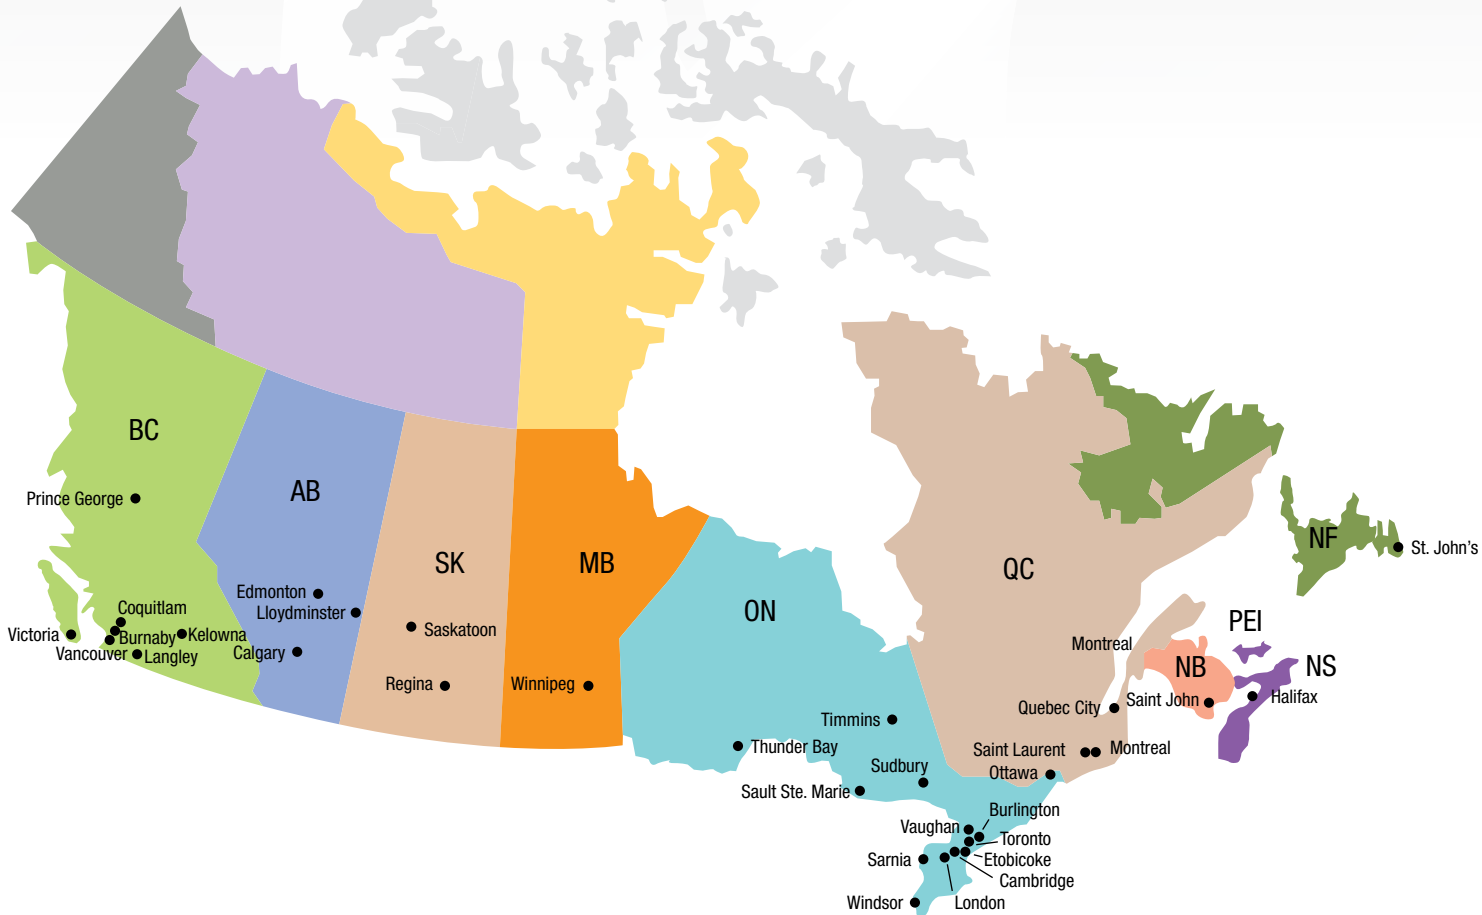 BC
Prince George
AB
SK
MB
ON
QC
NF
St. John's
Edmonton
Lloydminster
Coquitlam
Victoria
Burnaby
Kelowna
Vancouver
Langley
Calgary
Saskatoon
Regina
Winnipeg
PEI
Montreal
NB
NS
Saint John
Halifax
Quebec City
Timmins
Thunder Bay
Saint Laurent
Montreal
Sudbury
Ottawa
Sault Ste. Marie
Burlington
Vaughan
Toronto
Sarnia
Etobicoke
Cambridge
Windsor
London